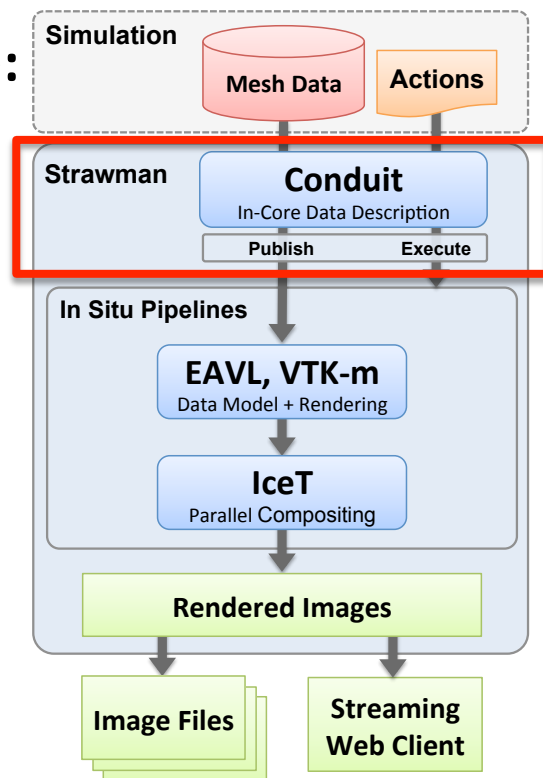 :
Simulation
Mesh Data
Actions
Strawman
Conduit
In-Core Data Description
Publish Execute
In Situ Pipelines
EAVL, VTK-m
Data Model + Rendering
IceT
Parallel Compositing
Rendered Images
Image Files
Streaming
Web Client